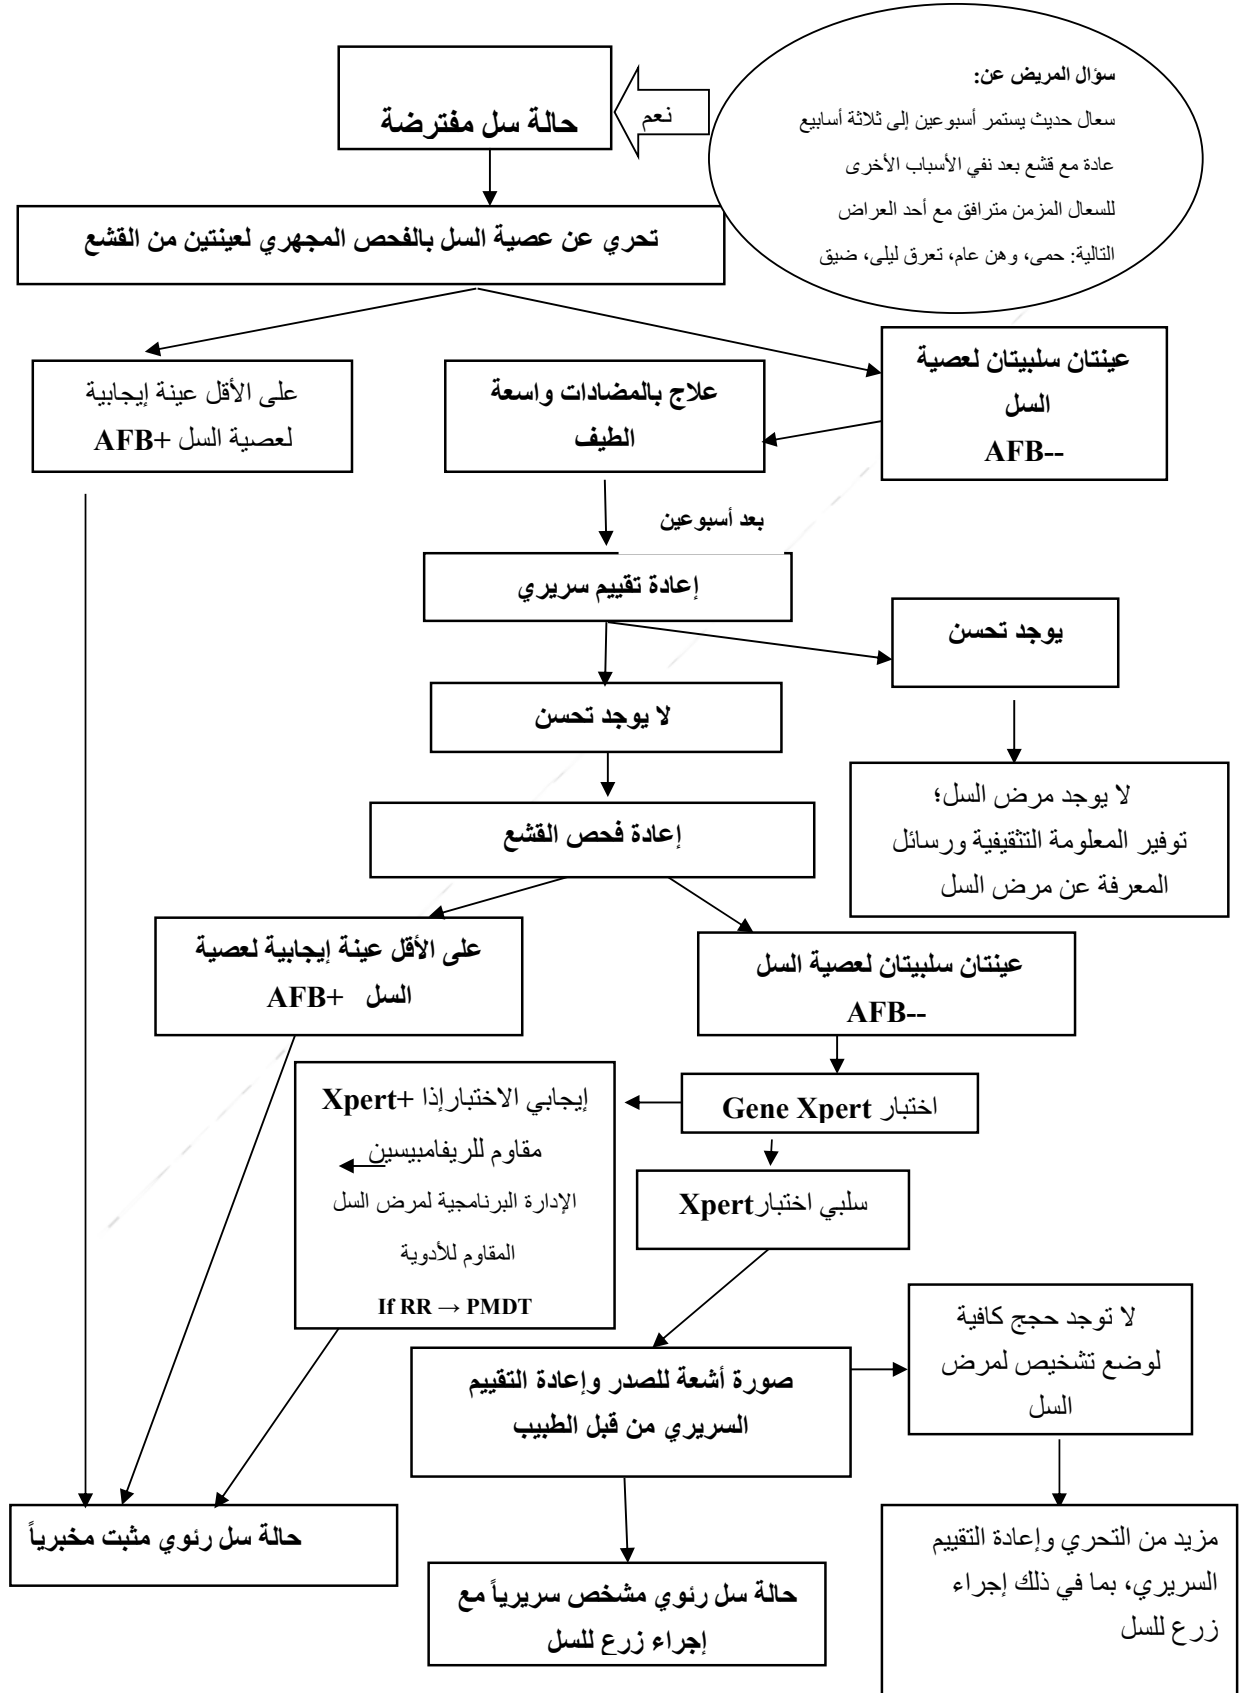 سؤال المريض عن:
سعال حديث يستمر أسبوعين إلى ثلاثة أسابيع
عادة مع قشع بعد نفي الأسباب الأخرى
للسعال المزمن مترافق مع أحد العراض
التالية: حمى، وهن عام، تعرق ليلى، ضيق
نعم
حالة سل مفترضة
تحري عن عصية السل بالفحص المجهري لعينتين من القشع
عينتان سلبيتان لعصية
السل
AFB--
علاج بالمضادات واسعة
الطيف
على الأقل عينة إيجابية
لعصية السل +AFB
بعد أسبوعين
إعادة تقييم سريري
يوجد تحسن
لا يوجد تحسن
لا يوجد مرض السل؛
توفير المعلومة التثقيفية ورسائل
المعرفة عن مرض السل
إعادة فحص القشع
عينتان سلبيتان لعصية السل
AFB--
على الأقل عينة إيجابية لعصية
السل +AFB
اختبار Gene Xpert
إيجابي الاختبارإذا +Xpert
مقاوم للريفامبيسين
الإدارة البرنامجية لمرض السل
المقاوم للأدوية
If RR → PMDT
سلبي اختبارXpert
لا توجد حجج كافية
لوضع تشخيص لمرض
السل
صورة أشعة للصدر وإعادة التقييم
السريري من قبل الطبيب
حالة سل رئوي مثبت مخبرياً
حالة سل رئوي مشخص سريرياً مع
إجراء زرع للسل
مزيد من التحري وإعادة التقييم
السريري، بما في ذلك إجراء
زرع للسل